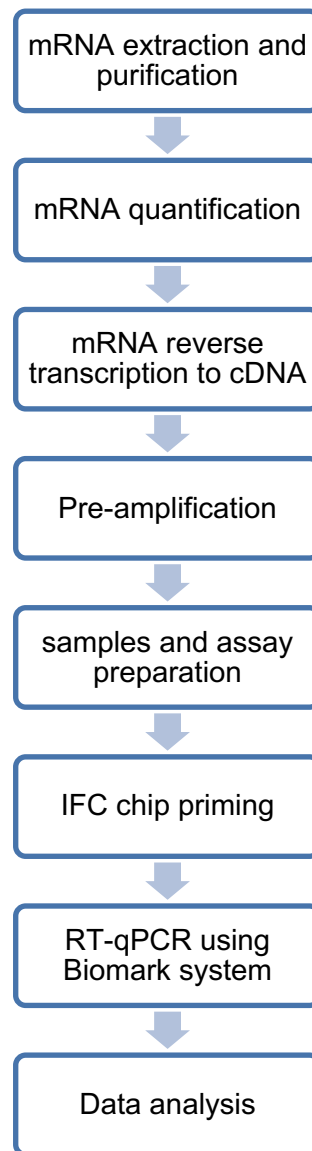 mRNA extraction and
purification
mRNA quantification
mRNA reverse
transcription to cDNA
Pre-amplification
samples and assay
preparation
IFC chip priming
RT-qPCR using
Biomark system
Data analysis